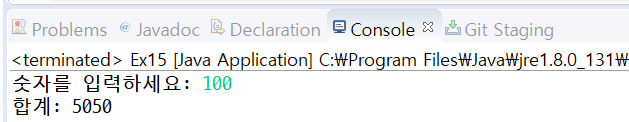 Problems @ Javadoc Declaration Console Git Staging
<terminated> Ex15 [Java Application] C:₩Program Files₩Java₩jre1.8.0_131₩
숫자를 입력하세요: 100
합계: 5050